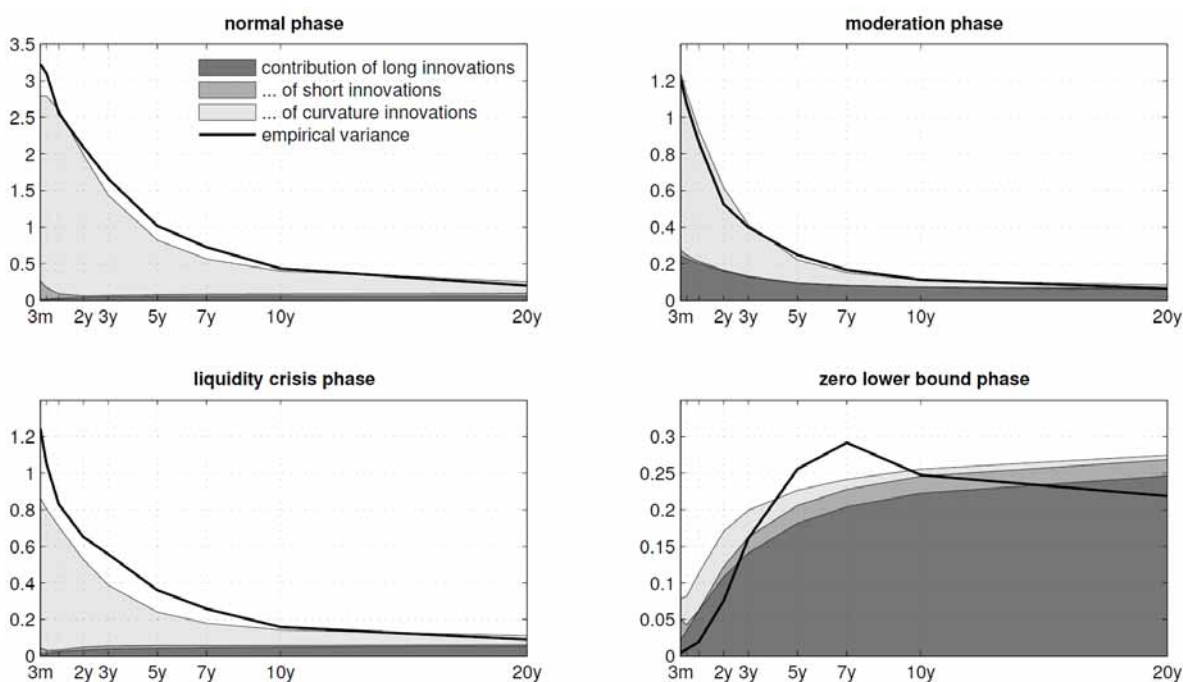 normal phase
3.5
3
2.5
2
1.5
1
0.5
0
3m 2y 3y 5y 7y 10y 20y
contribution of long innovations
... of short innovations
... of curvature innovations
empirical variance
moderation phase
1.2
1
0.8
0.6
0.4
0.2
0
3m 2y 3y 5y 7y 10y 20y
liquidity crisis phase
1.2
1
0.8
0.6
0.4
0.2
0
3m 2y 3y 5y 7y 10y 20y
zero lower bound phase
0.3
0.25
0.2
0.15
0.1
0.05
0
3m 2y 3y 5y 7y 10y 20y